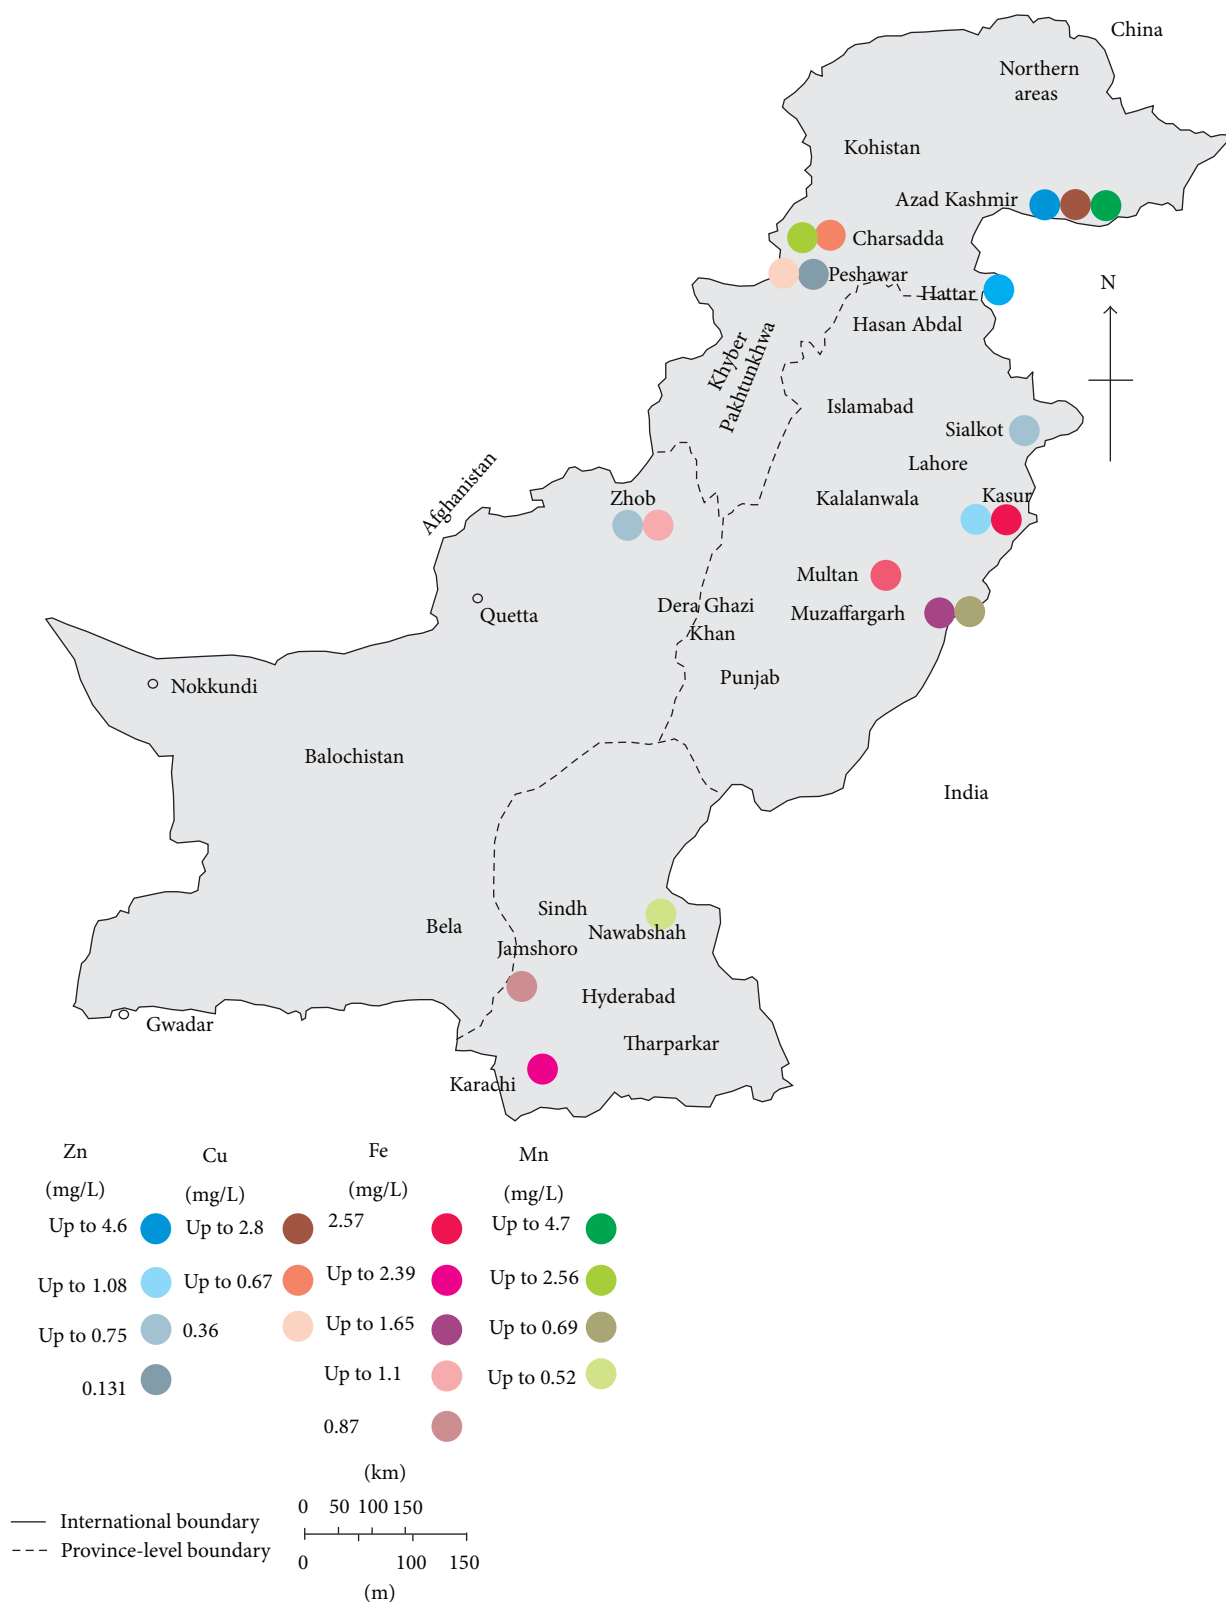 China
Northern
areas
Kohistan
Azad Kashmir
Charsadda
Peshawar
Hattar
N
Hasan Abdal
Khyber
Pakhtunkhwa
Islamabad
Sialkot
Lahore
Afghanistan
Zhob
Kalalanwala
Kasur
Multan
Dera Ghazi
Khan
Muzaffargarh
Quetta
Nokkundi
Punjab
Balochistan
India
Sindh
Bela
Nawabshah
Jamshoro
Hyderabad
Gwadar
Tharparkar
Karachi
Zn
(mg/L)
Up to 4.6
Up to 1.08
Up to 0.75
0.131
Cu
(mg/L)
Up to 2.8
Up to 0.67
0.36
Fe
(mg/L)
2.57
Up to 2.39
Up to 1.65
Up to 1.1
0.87
Mn
(mg/L)
Up to 4.7
Up to 2.56
Up to 0.69
Up to 0.52
(km)
0 50 100 150
0 100 150
(m)
International boundary
Province-level boundary